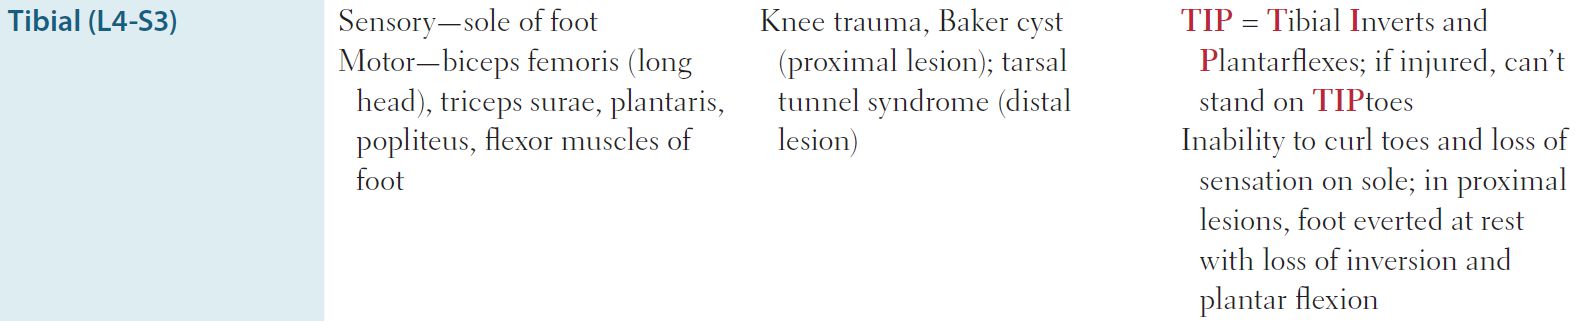 Tibial (L4-S3)
Sensory—sole of foot
Motor—biceps femoris (long
head), triceps surae, plantaris,
popliteus, flexor muscles of
foot
Knee trauma, Baker cyst
(proximal lesion); tarsal
tunnel syndrome (distal
lesion)
TIP = Tibial Inverts and
Plantarflexes; if injured, can’t
stand on TIPtoes
Inability to curl toes and loss of
sensation on sole; in proximal
lesions, foot everted at rest
with loss of inversion and
plantar flexion